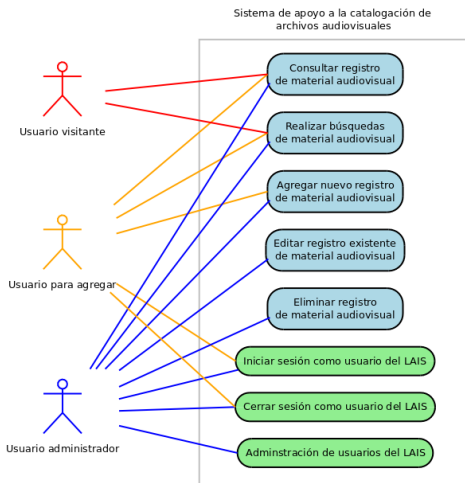 Sistema de apoyo a la catalogación de
archivos audiovisuales
Consultar registro
de material audiovisual
Usuario visitante
Realizar búsquedas
de material audiovisual
Agregar nuevo registro
de material audiovisual
Editar registro existente
de material audiovisual
Usuario para agregar
Eliminar registro
de material audiovisual
Iniciar sesión como usuario del LAIS
Cerrar sesión como usuario del LAIS
Usuario administrador
Adminstración de usuarios del LAIS